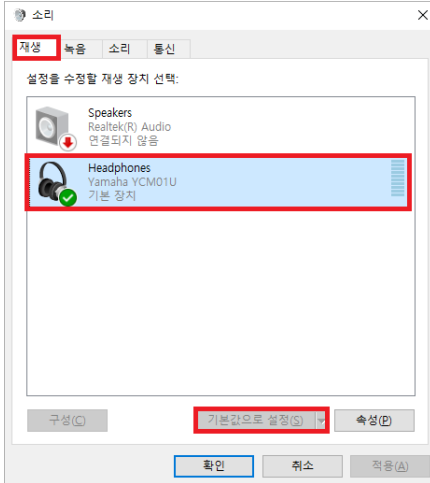 소리
재생 녹음 소리 통신
설정을 수정할 재생 장치 선택:
Speakers
Realtek(R) Audio
연결되지 않음
Headphones
Yamaha YCM01U
기본 장치
구성(C) 기본값으로 설정(S) 속성(P)
확인 취소 적용(A)